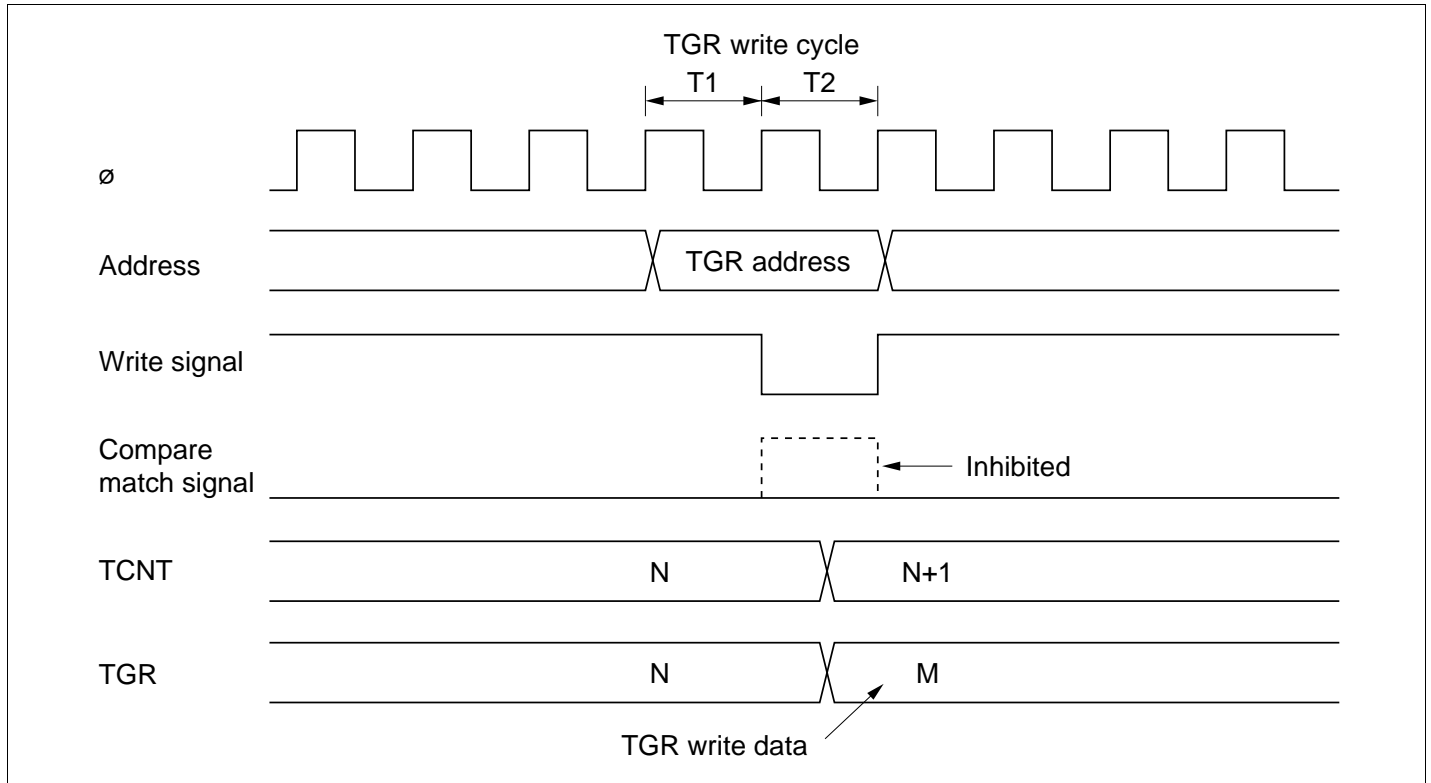 TGR write cycle
T1 T2
ø
Address
TGR address
Write signal
Compare
match signal
Inhibited
TCNT
N
N+1
TGR
N
M
TGR write data